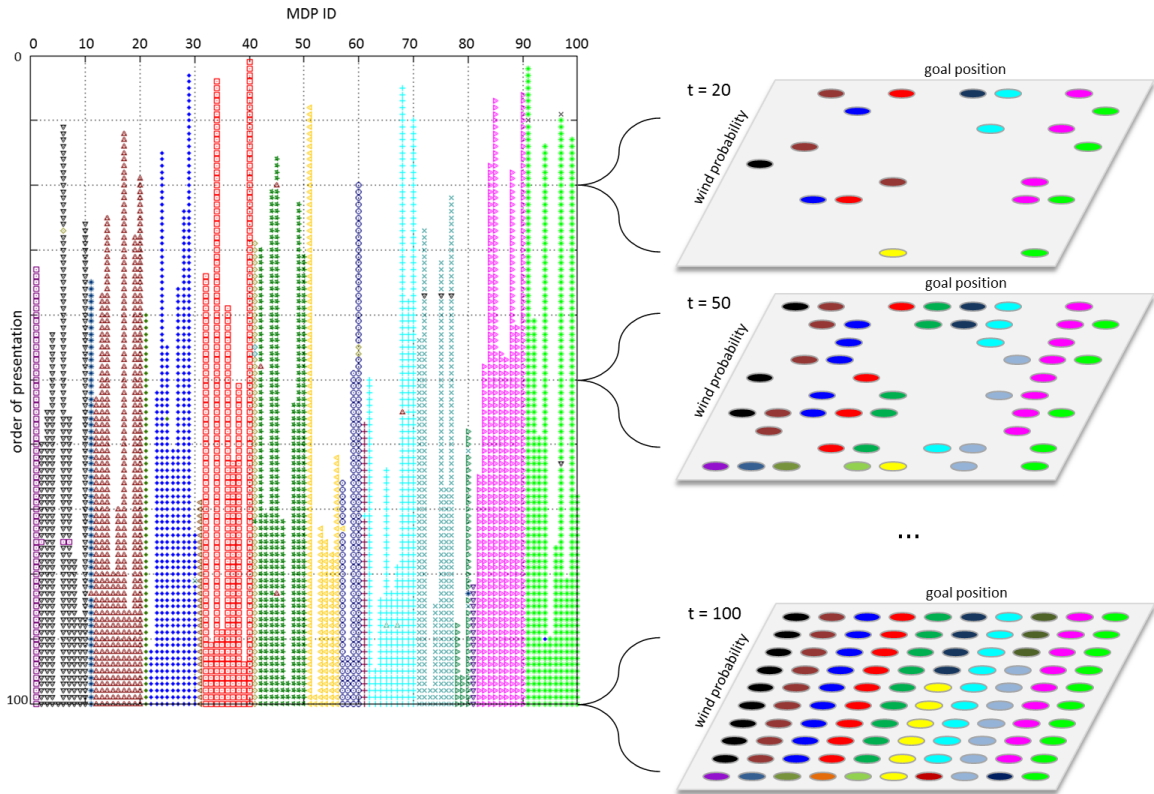 MDP ID
0 10 20 30 40 50 60 70 80 90 100
0
order of presentation
100
goal position
t = 20
wind probability
goal position
t = 50
wind probability
...
goal position
t = 100
wind probability